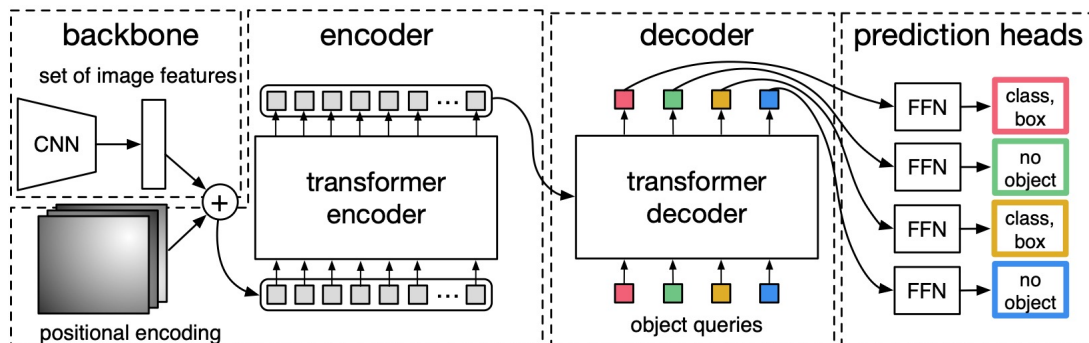 backbone
set of image features
CNN
+
positional encoding
encoder
...
transformer
encoder
...
decoder
transformer
decoder
object queries
prediction heads
FFN
class,
box
FFN
no
object
FFN
class,
box
FFN
no
object